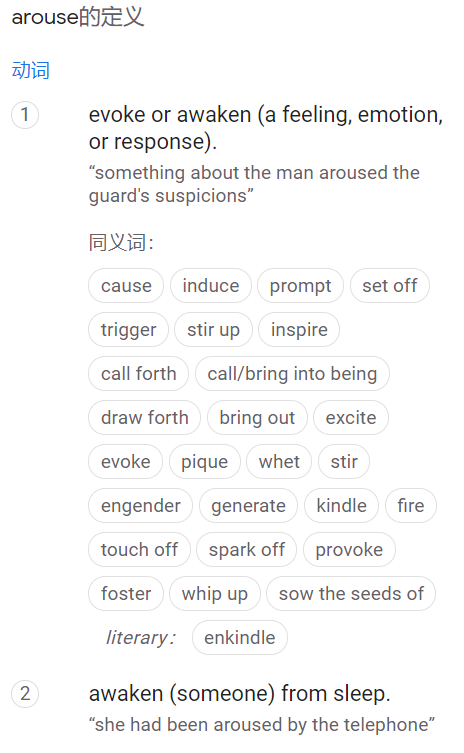 arouse的定义
动词
1 evoke or awaken (a feeling, emotion,
or response).
“something about the man aroused the
guard's suspicions”
同义词：
cause induce prompt set off
trigger stir up inspire
call forth call/bring into being
draw forth bring out excite
evoke pique whet stir
engender generate kindle fire
touch off spark off provoke
foster whip up sow the seeds of
literary： enkindle
2 awaken (someone) from sleep.
“she had been aroused by the telephone”